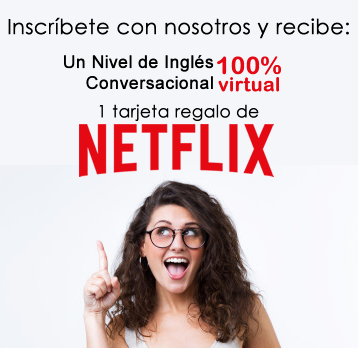 Inscríbete con nosotros y recibe:
Un Nivel de Inglés 100%
Conversacional virtual
1 tarjeta regalo de
NETFLIX